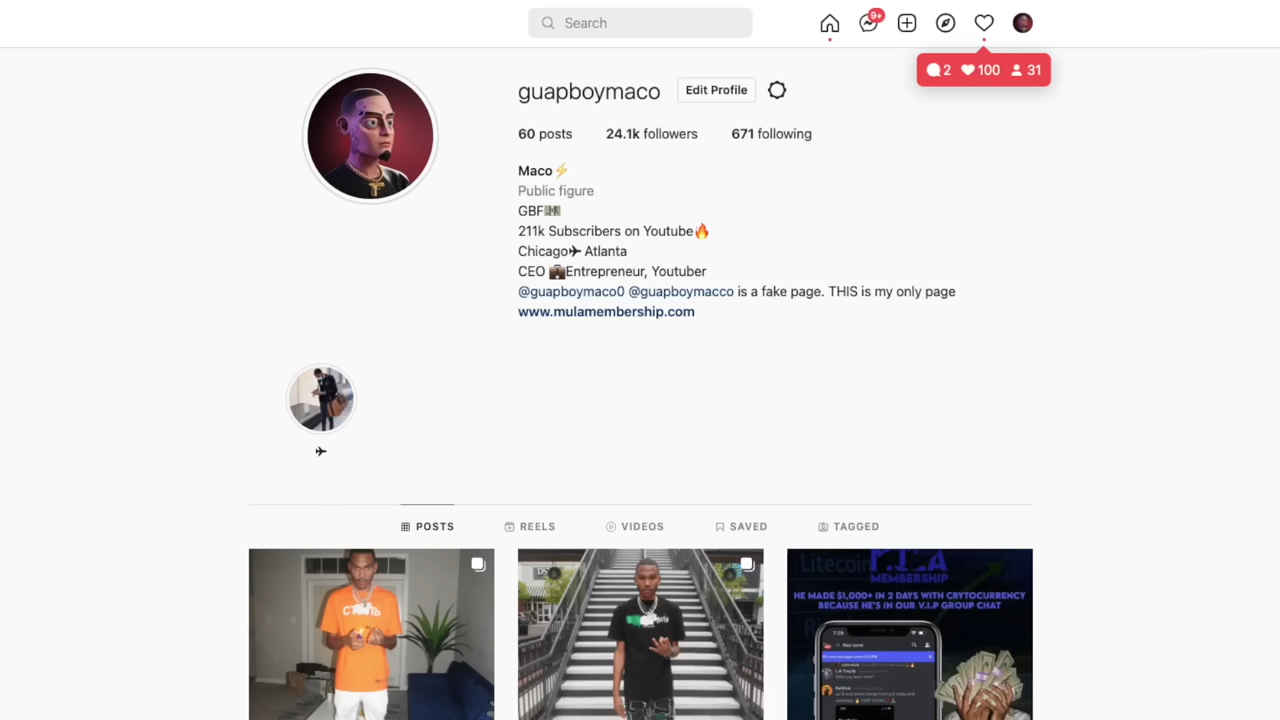 Search
9+
2 100 31
guapboymaco Edit Profile
60 posts 24.1k followers 671 following
Maco⚡
Public figure
GBF💵
211k Subscribers on Youtube🔥
Chicago✈ Atlanta
CEO 💼Entrepreneur, Youtuber
@guapboymaco0 @guapboymacco is a fake page. THIS is my only page
www.mulamembership.com
✈
POSTS REELS VIDEOS SAVED TAGGED
Litecoin
MEMBERSHIP
HE MADE $1,000+ IN 2 DAYS WITH CRYTOCURRENCY
BECAUSE HE'S IN OUR V.I.P GROUP CHAT
7:29